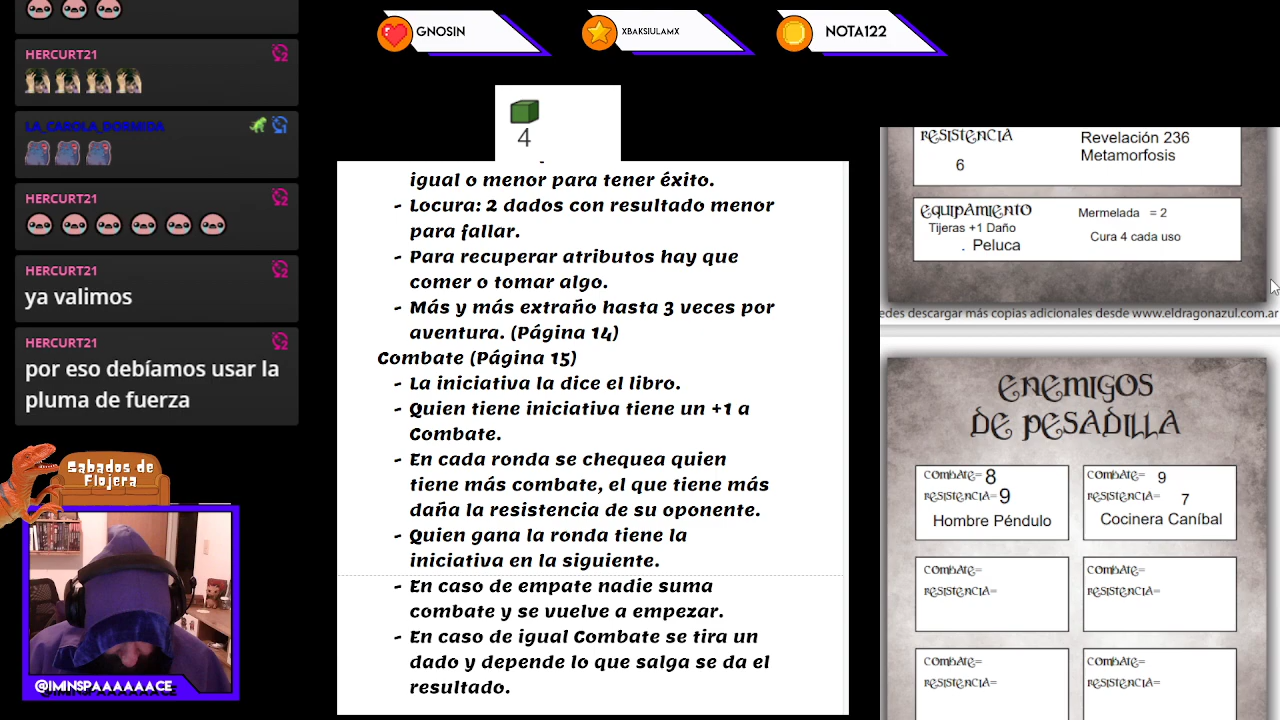 GNOSIN
XBAKSIULAMX
NOTA122
HERCURT21
LA_CAROLA_DORMIDA
HERCURT21
HERCURT21
ya valimos
HERCURT21
por eso debíamos usar la
pluma de fuerza
Sabados de
Flojera
@IMINSPAAAAAACE
4
igual o menor para tener éxito.
- Locura: 2 dados con resultado menor
para fallar.
- Para recuperar atributos hay que
comer o tomar algo.
- Más y más extraño hasta 3 veces por
aventura. (Página 14)
Combate (Página 15)
- La iniciativa la dice el libro.
- Quien tiene iniciativa tiene un +1 a
Combate.
- En cada ronda se chequea quien
tiene más combate, el que tiene más
daña la resistencia de su oponente.
- Quien gana la ronda tiene la
iniciativa en la siguiente.
- En caso de empate nadie suma
combate y se vuelve a empezar.
- En caso de igual Combate se tira un
dado y depende lo que salga se da el
resultado.
RESISTENCIA
6
Revelación 236
Metamorfosis
EQUIPAMIENTO
Tijeras +1 Daño
. Peluca
Mermelada = 2
Cura 4 cada uso
edes descargar más copias adicionales desde www.eldragonazul.com.ar
ENEMIGOS
DE PESADILLA
COMBATE= 8
RESISTENCIA= 9
Hombre Péndulo
COMBATE= 9
RESISTENCIA= 7
Cocinera Caníbal
COMBATE=
RESISTENCIA=
COMBATE=
RESISTENCIA=
COMBATE=
RESISTENCIA=
COMBATE=
RESISTENCIA=